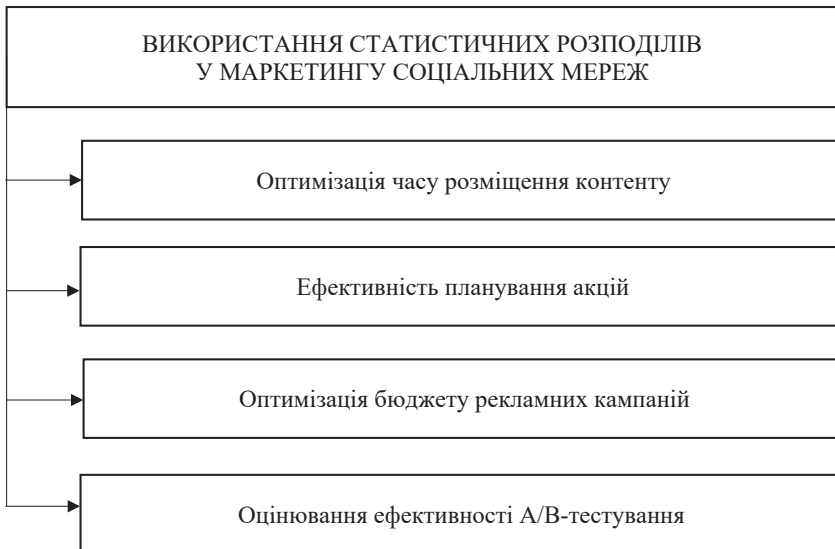 ВИКОРИСТАННЯ СТАТИСТИЧНИХ РОЗПОДІЛІВ
У МАРКЕТИНГУ СОЦІАЛЬНИХ МЕРЕЖ
Оптимізація часу розміщення контенту
Ефективність планування акцій
Оптимізація бюджету рекламних кампаній
Оцінювання ефективності А/В-тестування